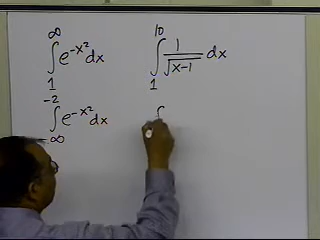 ∫₁^∞ e^{-x²} dx    ∫₁^{10} 1/√(x-1) dx
∫_∞^{-2} e^{-x²} dx    ∫